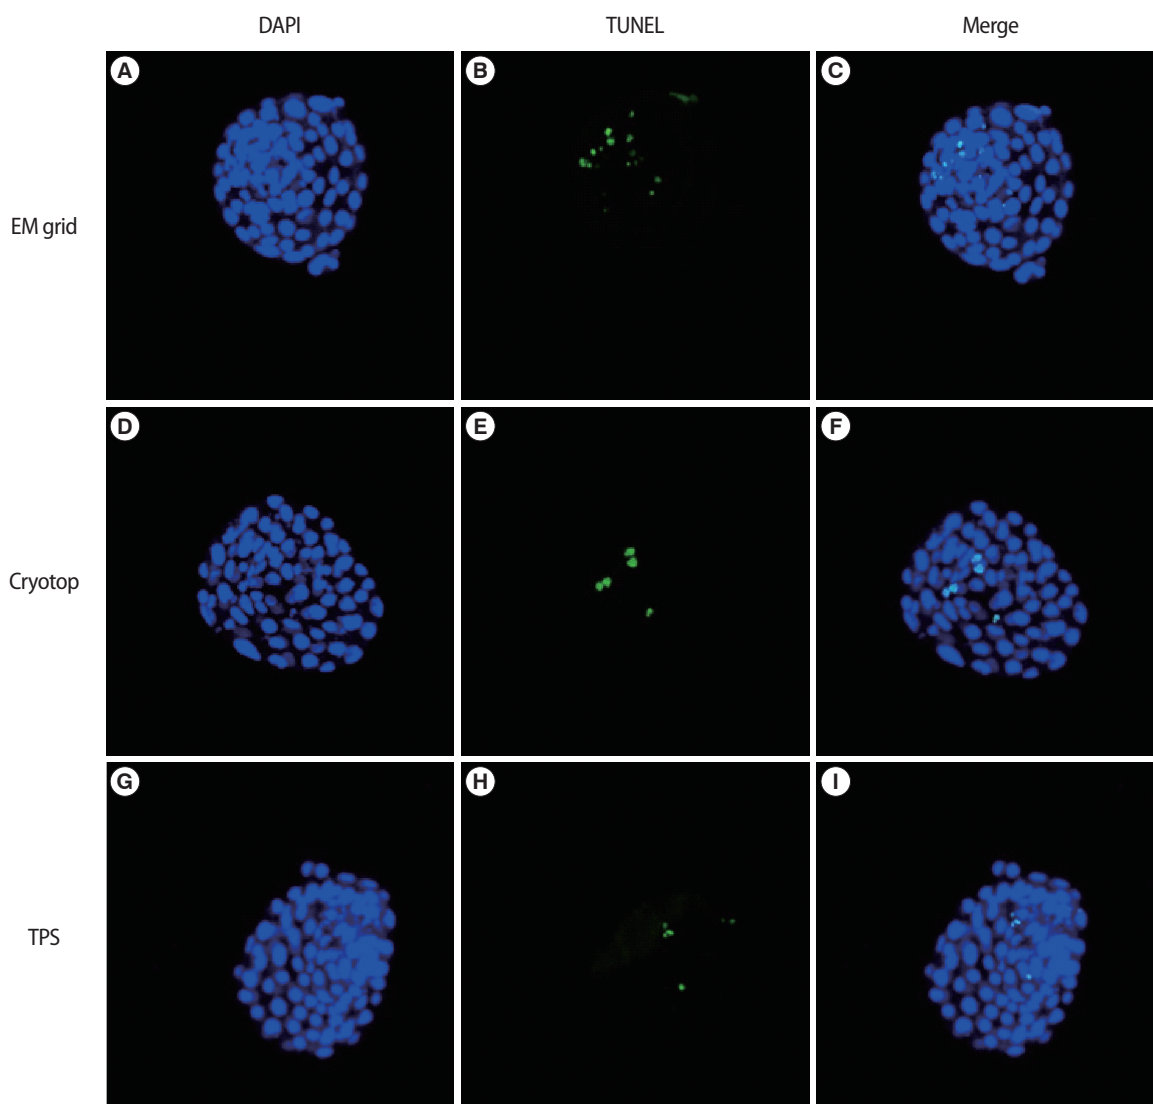 DAPI TUNEL Merge
A B C
EM grid
D E F
Cryotop
G H I
TPS